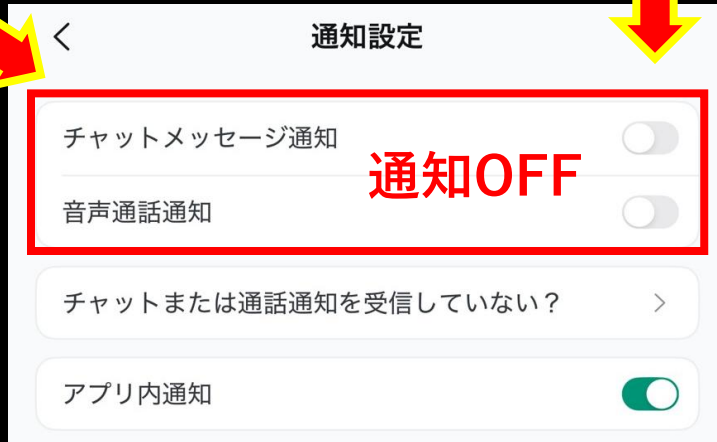 通知設定
チャットメッセージ通知
通知OFF
音声通話通知
チャットまたは通話通知を受信していない？
アプリ内通知